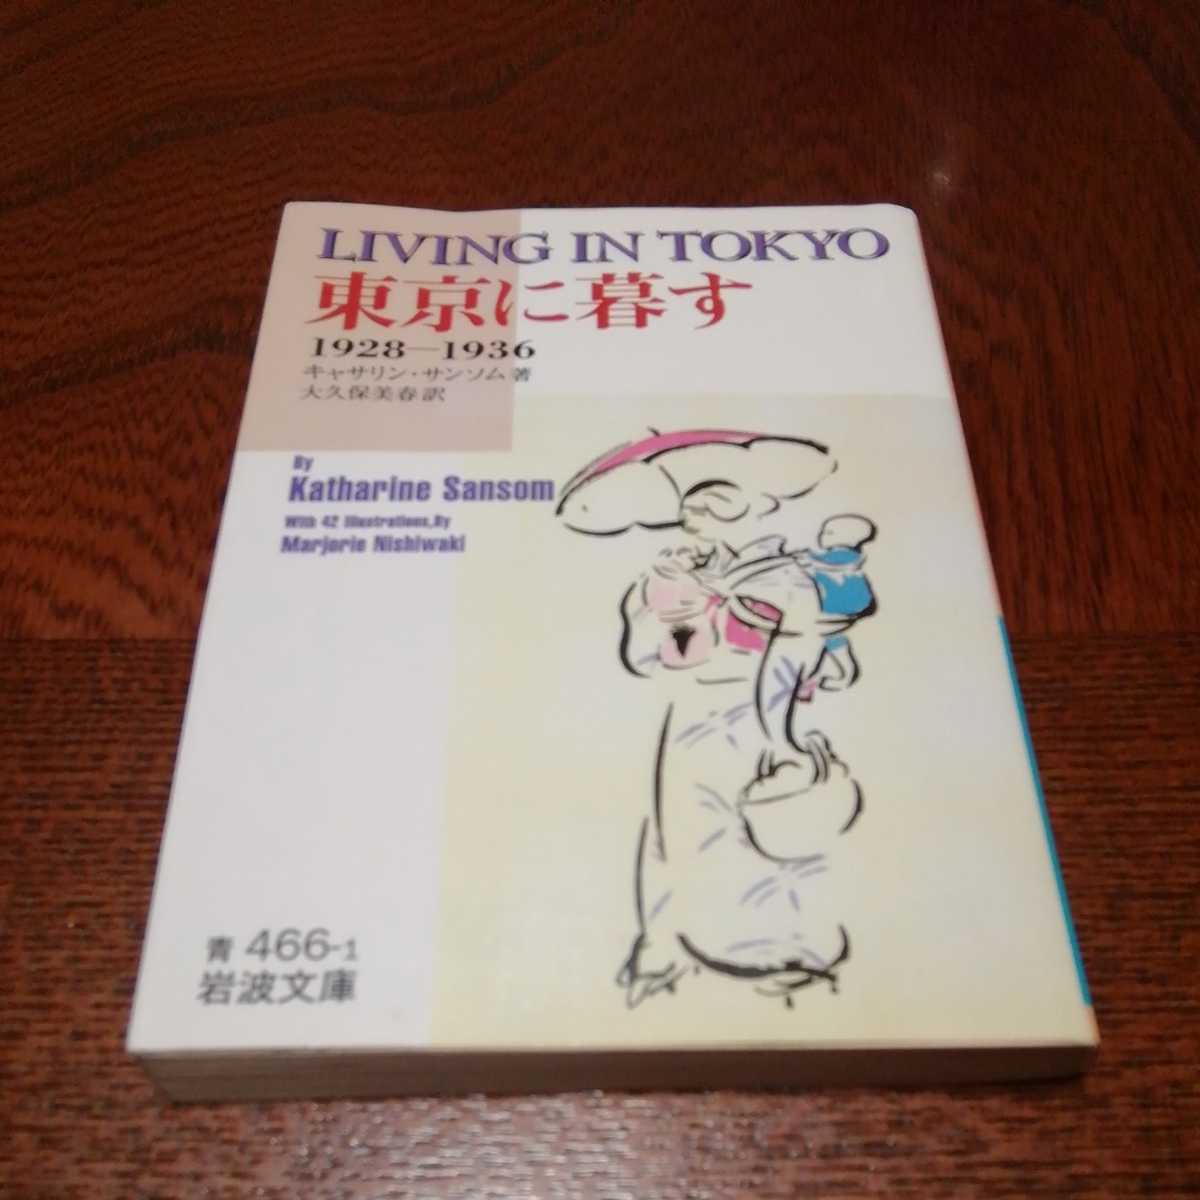 LIVING IN TOKYO
東京に暮す
1928―1936
キャサリン・サンソム著
大久保美春訳
By
Katharine Sansom
With 42 Illustrations,By
Marjorie Nishiwaki
青 466-1
岩波文庫